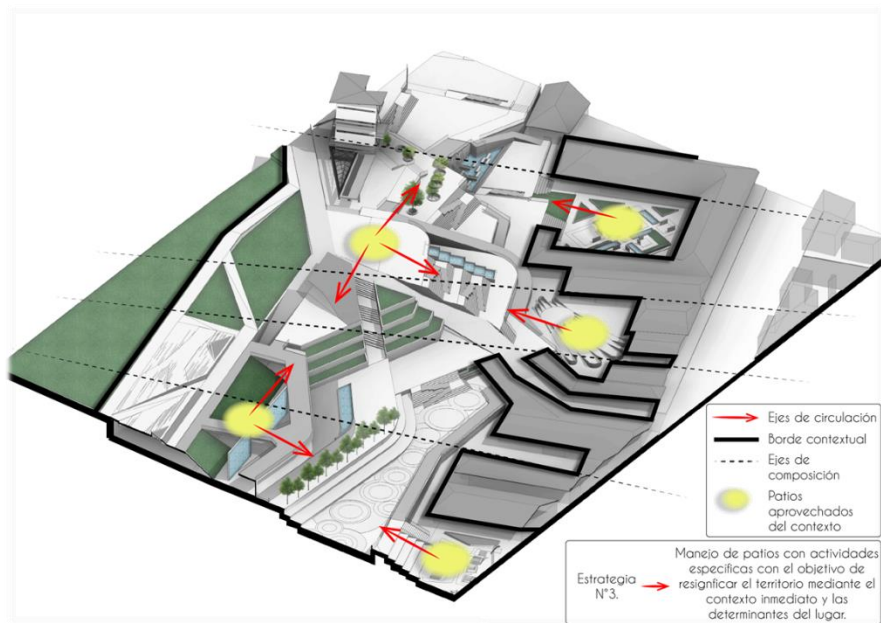 Ejes de circulación
Borde contextual
Ejes de
composición
Patios
aprovechados
del contexto
Estrategia
N°3.
Manejo de patios con actividades
especificas con el objetivo de
resignficar el territorio mediante el
contexto inmediato y las
determinantes del lugar.